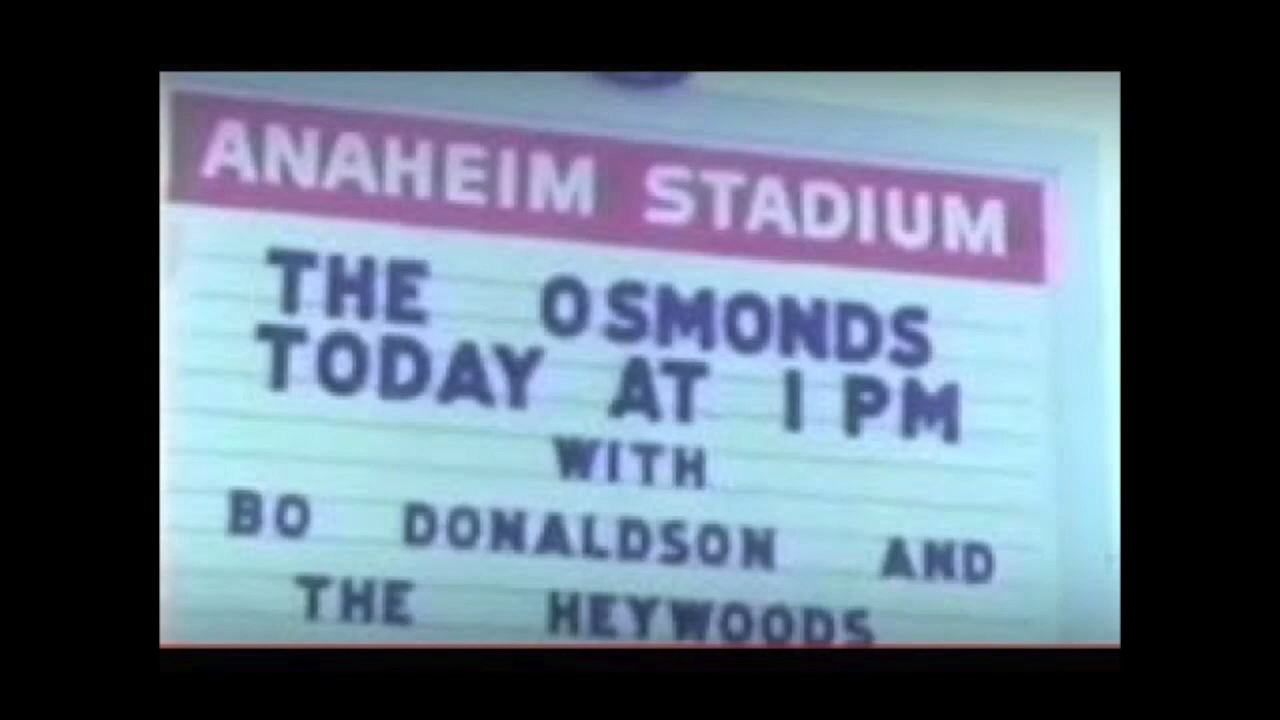 ANAHEIM STADIUM
THE OSMONDS
TODAY AT 1 PM
WITH
BO DONALDSON AND
THE HEYWOODS